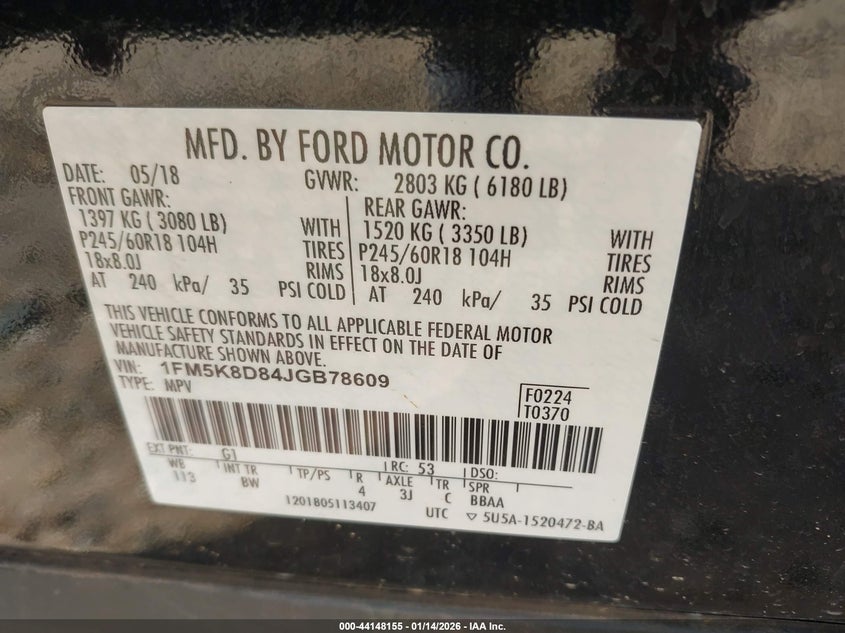 MFD. BY FORD MOTOR CO.
DATE: 05/18 GVWR: 2803 KG ( 6180 LB)
FRONT GAWR: REAR GAWR:
1397 KG ( 3080 LB) WITH 1520 KG ( 3350 LB) WITH
P245/60R18 104H TIRES P245/60R18 104H TIRES
18x8.0J RIMS 18x8.0J RIMS
AT 240 kPa/ 35 PSI COLD AT 240 kPa/ 35 PSI COLD
THIS VEHICLE CONFORMS TO ALL APPLICABLE FEDERAL MOTOR
VEHICLE SAFETY STANDARDS IN EFFECT ON THE DATE OF
MANUFACTURE SHOWN ABOVE.
VIN: 1FM5K8D84JGB78609
TYPE: MPV
F0224
T0370
EXT PNT: G1 RC: 53 DSO:
WB INT TR TP/PS R AXLE TR SPR
113 BW 4 3J C BBAA
1201805113407 UTC ▽ 5U5A-1520472-BA
000-44148155 - 01/14/2026 - IAA Inc.